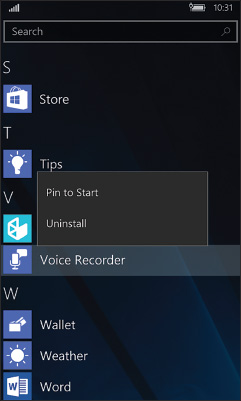 10:31
Search
S
Store
T
Tips
Pin to Start
V
Uninstall
Voice Recorder
W
Wallet
Weather
Word